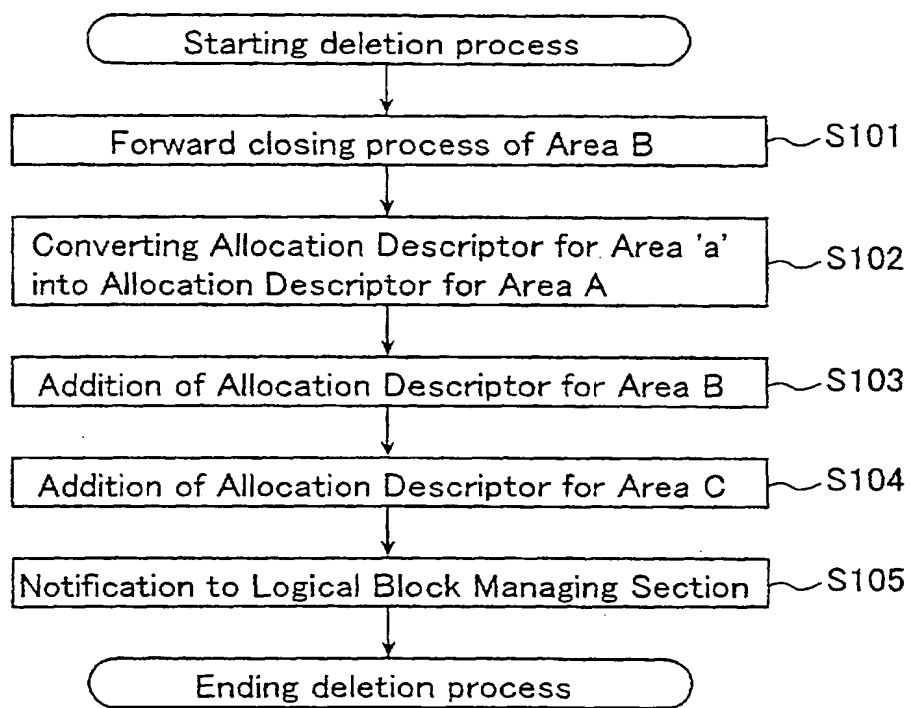 Starting deletion process
Forward closing process of Area B
S101
Converting Allocation Descriptor for Area 'a'
into Allocation Descriptor for Area A
S102
Addition of Allocation Descriptor for Area B
S103
Addition of Allocation Descriptor for Area C
S104
Notification to Logical Block Managing Section
S105
Ending deletion process